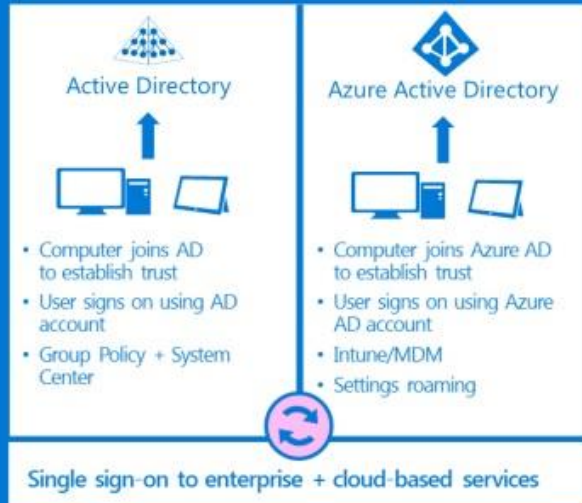 Active Directory
• Computer joins AD
to establish trust
• User signs on using AD
account
• Group Policy + System
Center
Azure Active Directory
• Computer joins Azure AD
to establish trust
• User signs on using Azure
AD account
• Intune/MDM
• Settings roaming
Single sign-on to enterprise + cloud-based services